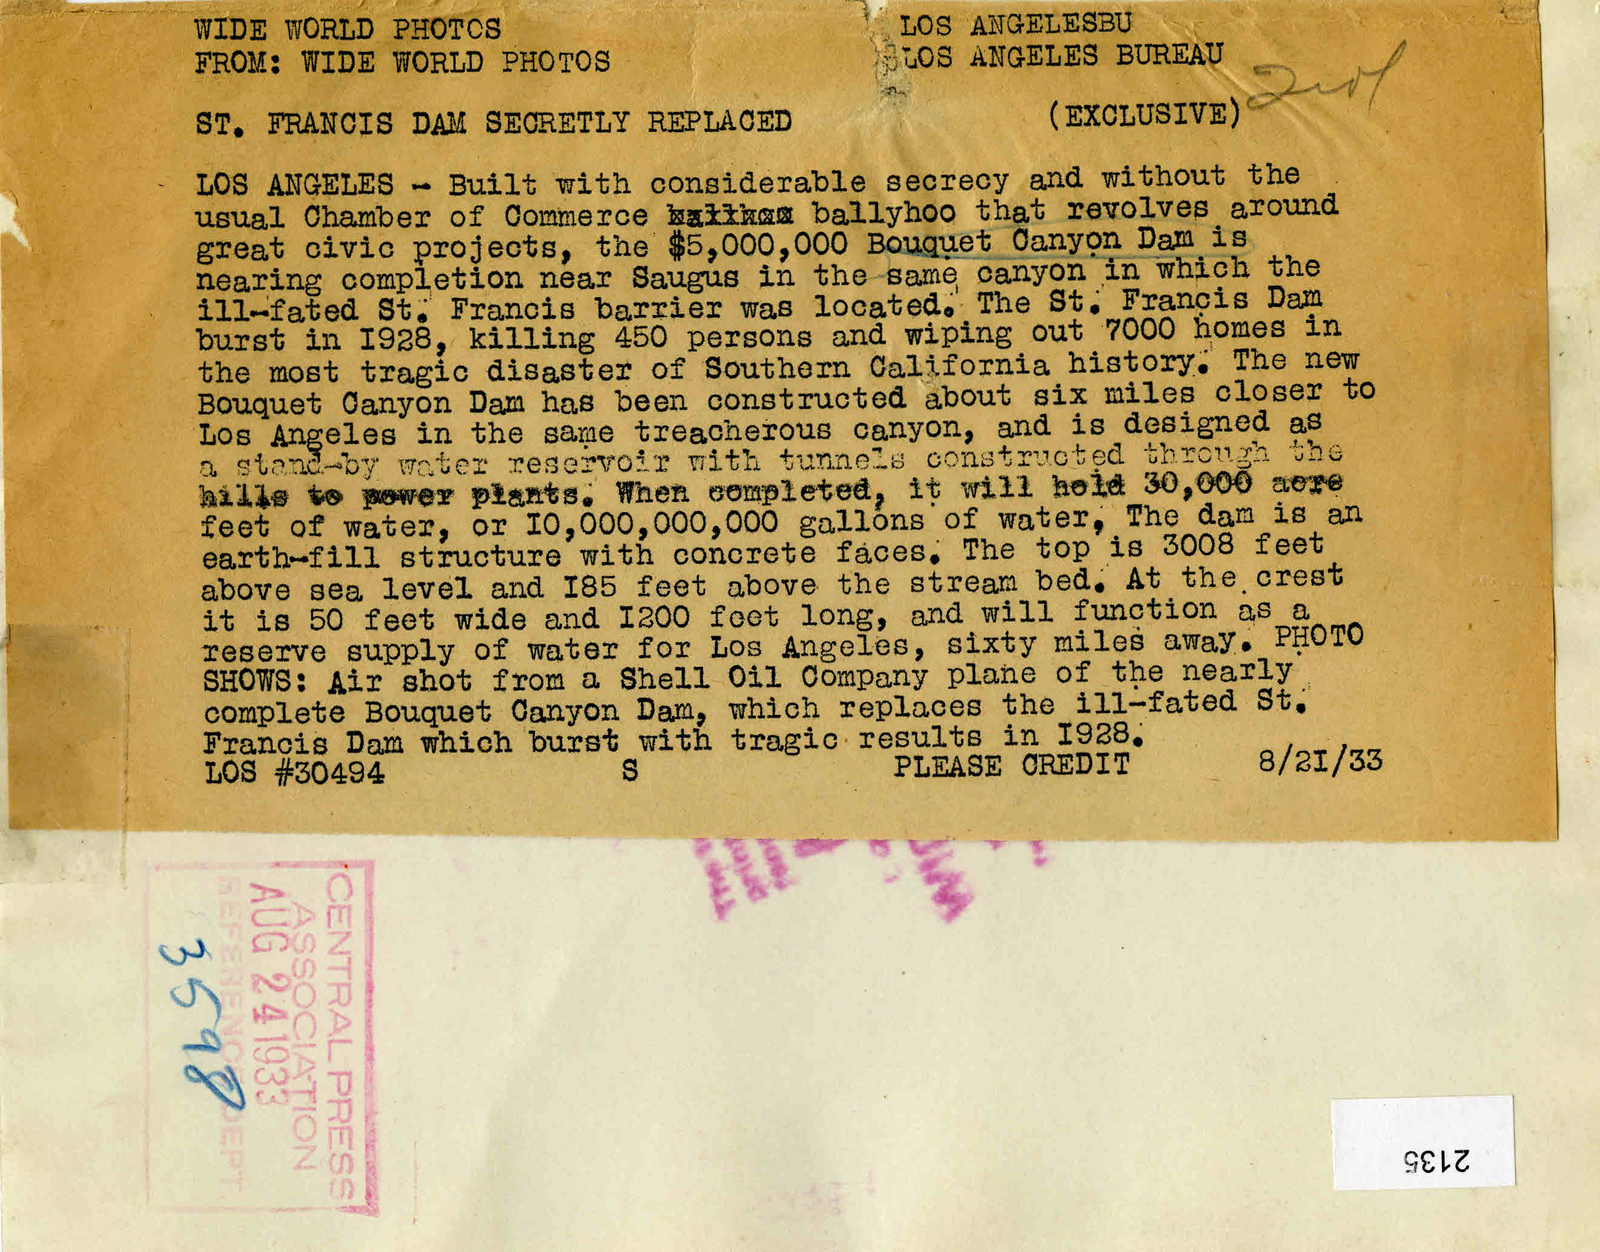 WIDE WORLD PHOTOS
LOS ANGELESBU
FROM: WIDE WORLD PHOTOS
LOS ANGELES BUREAU
ST. FRANCIS DAM SECRETLY REPLACED
(EXCLUSIVE)
LOS ANGELES - Built with considerable secrecy and without the
usual Chamber of Commerce ballyhoo that revolves around
great civic projects, the $5,000,000 Bouquet Canyon Dam is
nearing completion near Saugus in the same canyon in which the
ill-fated St. Francis barrier was located. The St. Francis Dam
burst in I928, killing 450 persons and wiping out 7000 homes in
the most tragic disaster of Southern California history. The new
Bouquet Canyon Dam has been constructed about six miles closer to
Los Angeles in the same treacherous canyon, and is designed as
a stand-by water reservoir with tunnels constructed through the
hills to power plants. When completed, it will hold 30,000 acre
feet of water, or I0,000,000,000 gallons of water. The dam is an
earth-fill structure with concrete faces. The top is 3008 feet
above sea level and I85 feet above the stream bed. At the crest
it is 50 feet wide and I200 feet long, and will function as a
reserve supply of water for Los Angeles, sixty miles away. PHOTO
SHOWS: Air shot from a Shell Oil Company plane of the nearly
complete Bouquet Canyon Dam, which replaces the ill-fated St.
Francis Dam which burst with tragic results in I928.
LOS #30494 S PLEASE CREDIT 8/2I/33
CENTRAL PRESS
ASSOCIATION
AUG 24 1933
REFERENCE DEPT.
3598
2135